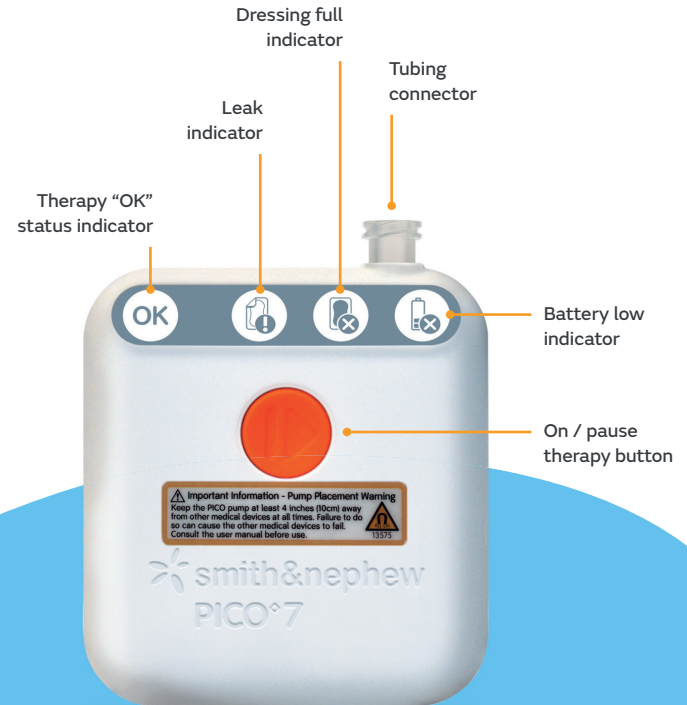 Dressing full
indicator
Tubing
connector
Leak
indicator
Therapy “OK”
status indicator
OK
Battery low
indicator
On / pause
therapy button
Important Information - Pump Placement Warning
Keep the PICO pump at least 4 inches (10cm) away
from other medical devices at all times. Failure to do
so can cause the other medical devices to fail.
Consult the user manual before use.
13575
smith&nephew
PICO⋄7